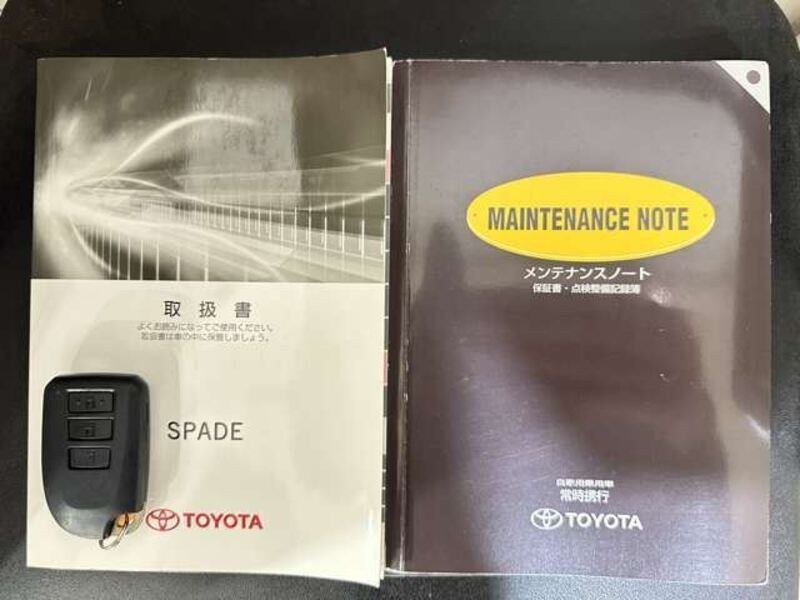 取扱書
よくお読みになってご使用ください。
取扱書は車の中に保管しましょう。
SPADE
TOYOTA
MAINTENANCE NOTE
メンテナンスノート
保証書・点検整備記録簿
自家用乗用車
常時携行
TOYOTA